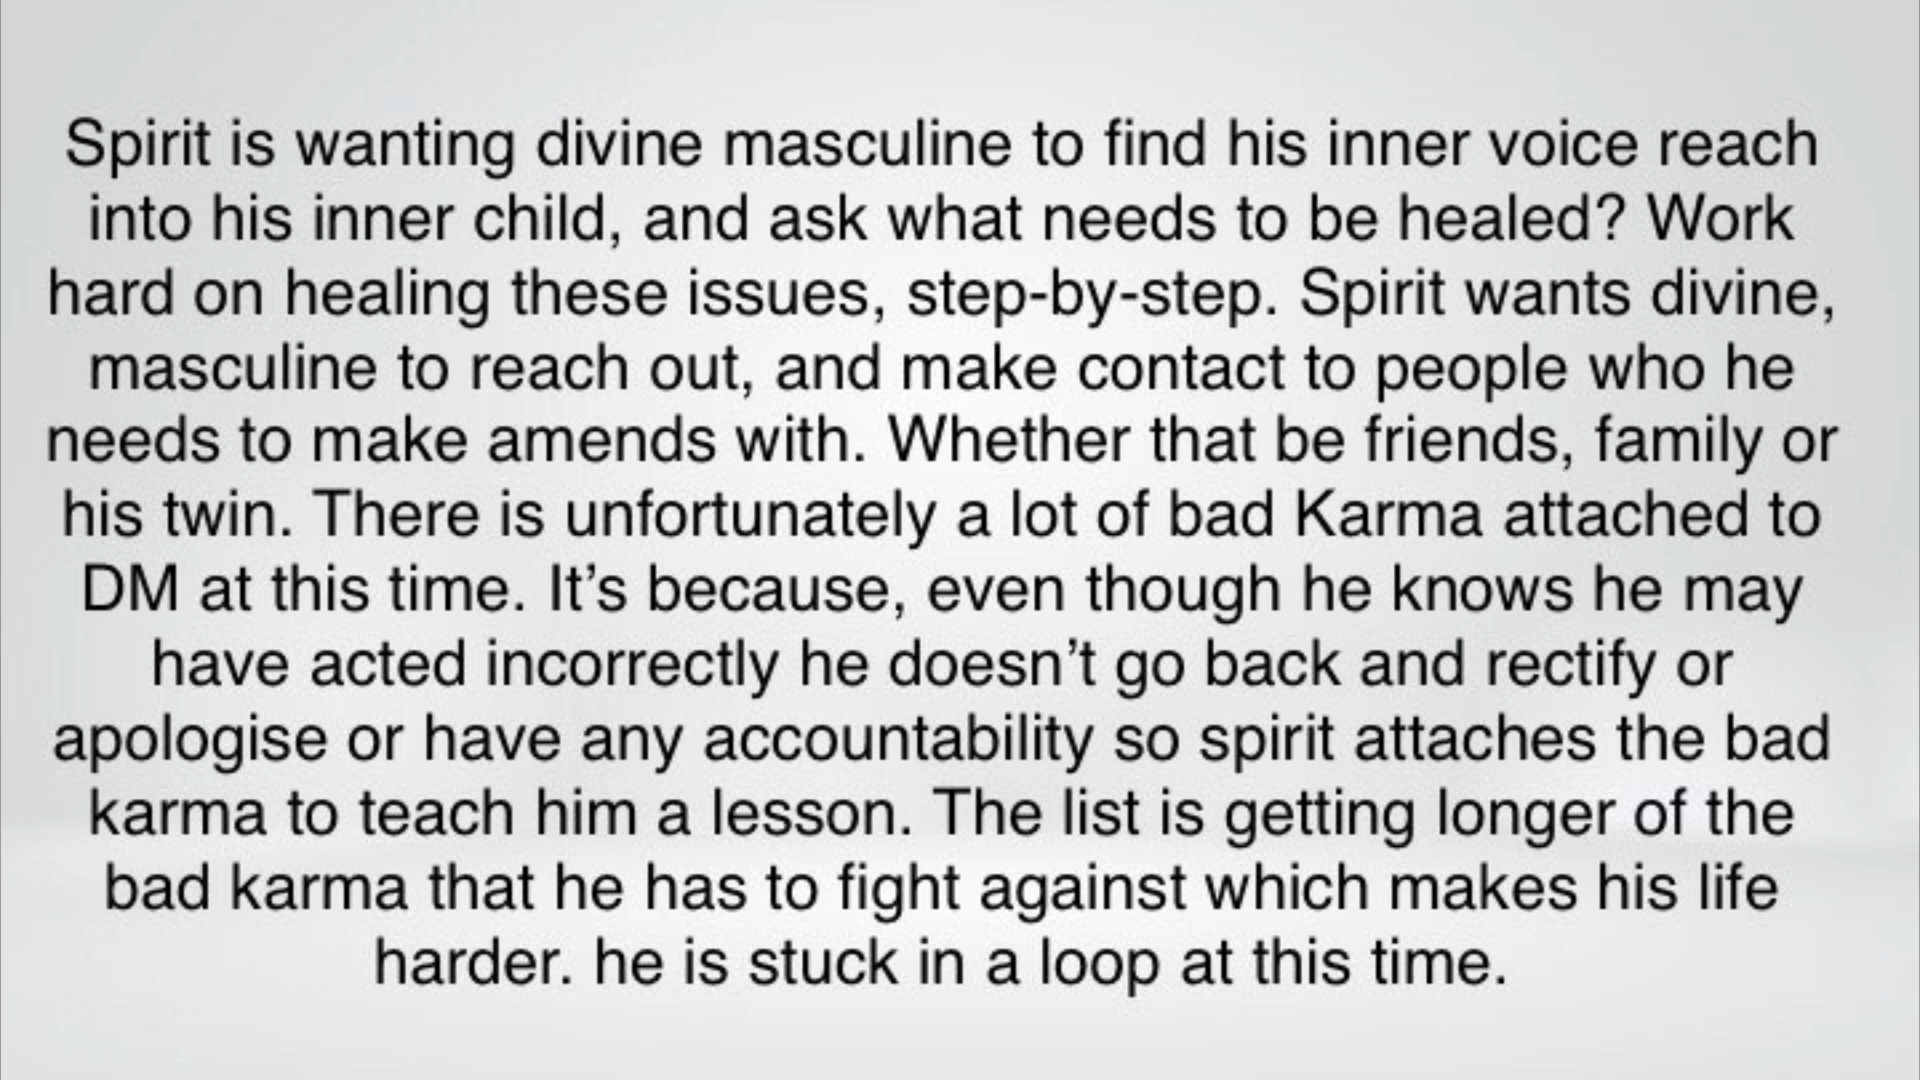 Spirit is wanting divine masculine to find his inner voice reach
into his inner child, and ask what needs to be healed? Work
hard on healing these issues, step-by-step. Spirit wants divine,
masculine to reach out, and make contact to people who he
needs to make amends with. Whether that be friends, family or
his twin. There is unfortunately a lot of bad Karma attached to
DM at this time. It’s because, even though he knows he may
have acted incorrectly he doesn’t go back and rectify or
apologise or have any accountability so spirit attaches the bad
karma to teach him a lesson. The list is getting longer of the
bad karma that he has to fight against which makes his life
harder. he is stuck in a loop at this time.